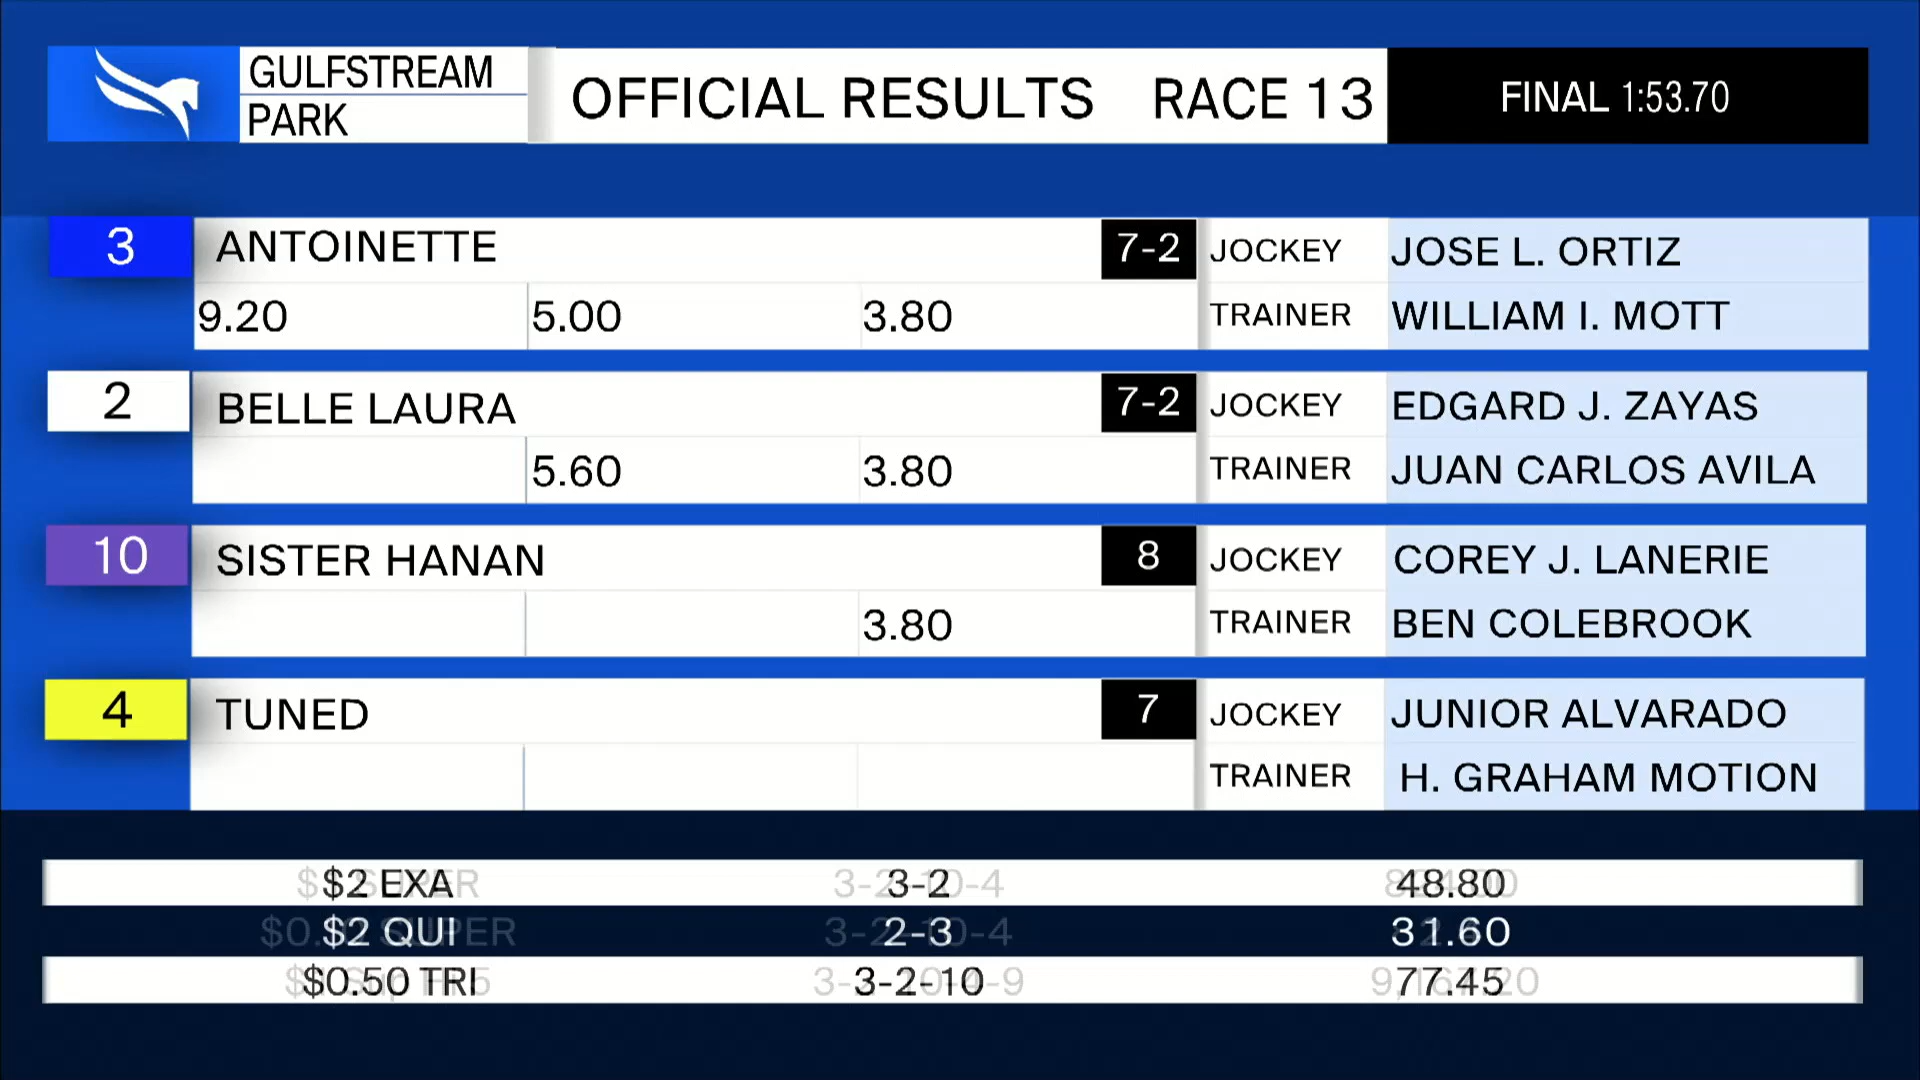 GULFSTREAM
PARK
OFFICIAL RESULTS RACE 13
FINAL 1:53.70
3 ANTOINETTE 7-2 JOCKEY JOSE L. ORTIZ
9.20 5.00 3.80 TRAINER WILLIAM I. MOTT
2 BELLE LAURA 7-2 JOCKEY EDGARD J. ZAYAS
5.60 3.80 TRAINER JUAN CARLOS AVILA
10 SISTER HANAN 8 JOCKEY COREY J. LANERIE
3.80 TRAINER BEN COLEBROOK
4 TUNED 7 JOCKEY JUNIOR ALVARADO
TRAINER H. GRAHAM MOTION
$2 EXA 3-2 48.80
$2 QUI 2-3 31.60
$0.50 TRI 3-2-10 77.45